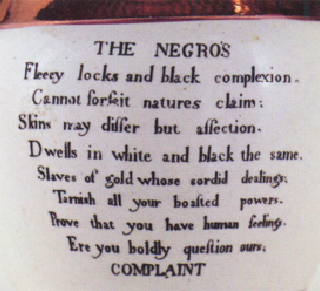 THE NEGROS
Fleecy locks and black complexion.
Cannot forfeit natures claim;
Skins may differ but affection.
Dwells in white and black the same.
Slaves of gold whose sordid dealings;
Tarnish all your boasted powers.
Prove that you have human feelings.
Ere you boldly question ours;
COMPLAINT